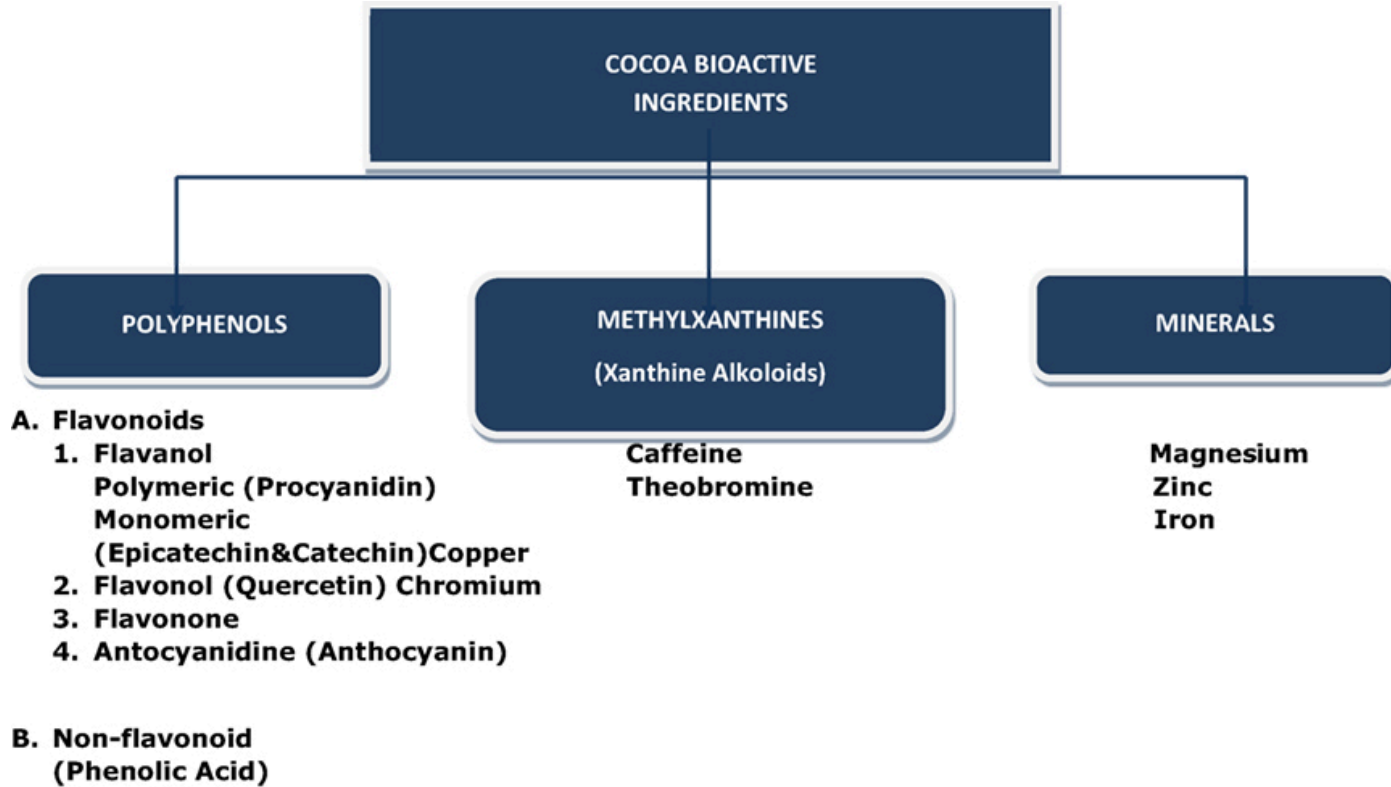 COCOA BIOACTIVE
INGREDIENTS
POLYPHENOLS
METHYLXANTHINES
(Xanthine Alkoloids)
MINERALS
A. Flavonoids
1. Flavanol
Polymeric (Procyanidin)
Monomeric
(Epicatechin&Catechin)Copper
2. Flavonol (Quercetin) Chromium
3. Flavonone
4. Antocyanidine (Anthocyanin)
B. Non-flavonoid
(Phenolic Acid)
Caffeine
Theobromine
Magnesium
Zinc
Iron